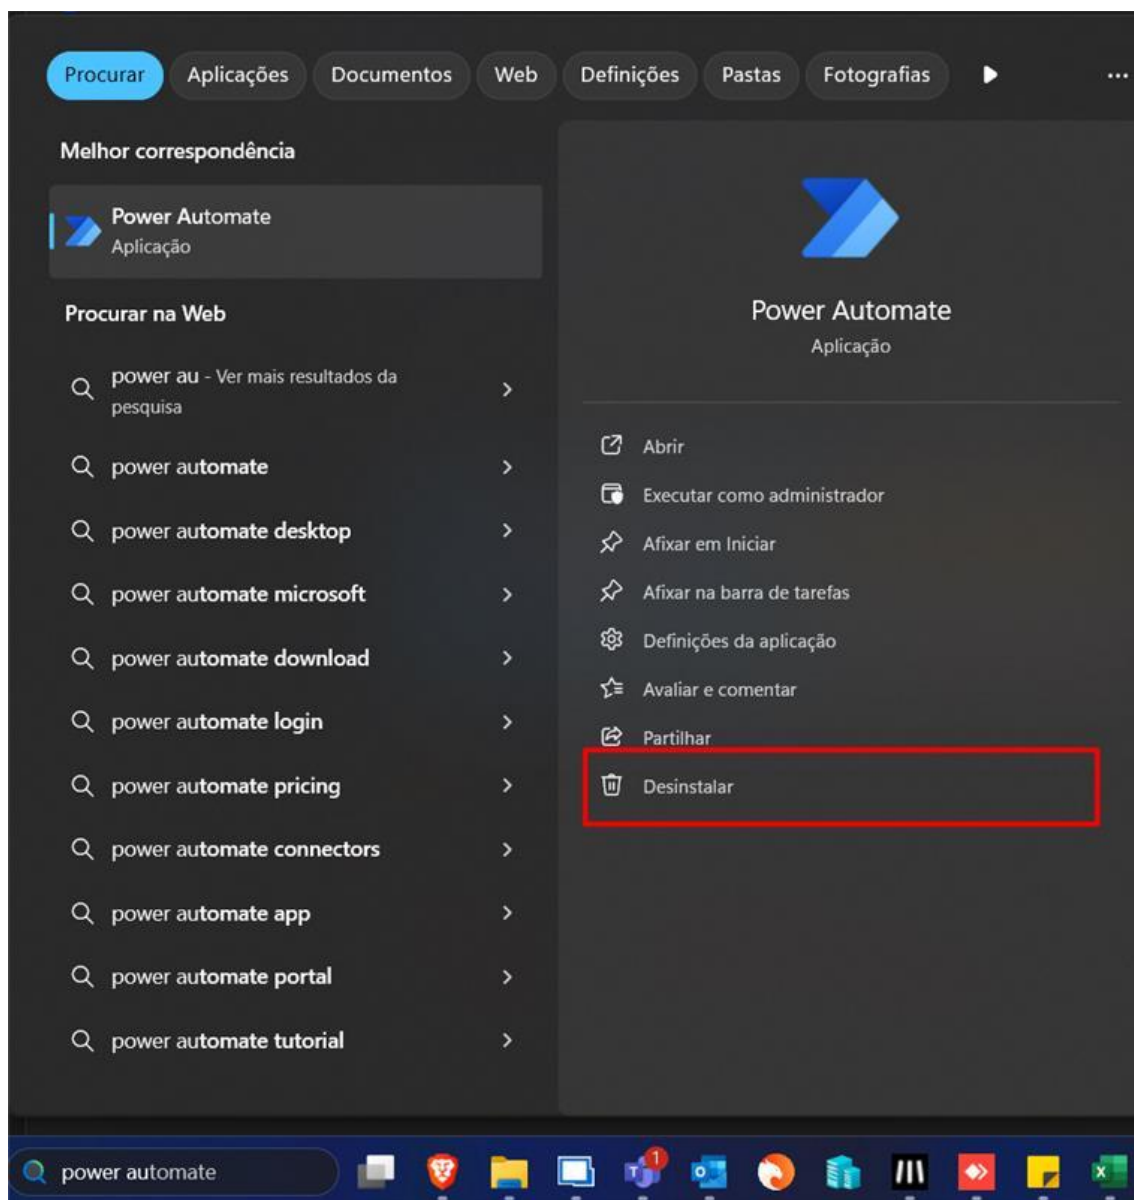 Procurar Aplicações Documentos Web Definições Pastas Fotografias
Melhor correspondência
Power Automate
Aplicação
Procurar na Web
power au - Ver mais resultados da
pesquisa
power automate
power automate desktop
power automate microsoft
power automate download
power automate login
power automate pricing
power automate connectors
power automate app
power automate portal
power automate tutorial
Power Automate
Aplicação
Abrir
Executar como administrador
Afixar em Iniciar
Afixar na barra de tarefas
Definições da aplicação
Avaliar e comentar
Partilhar
Desinstalar
power automate
1